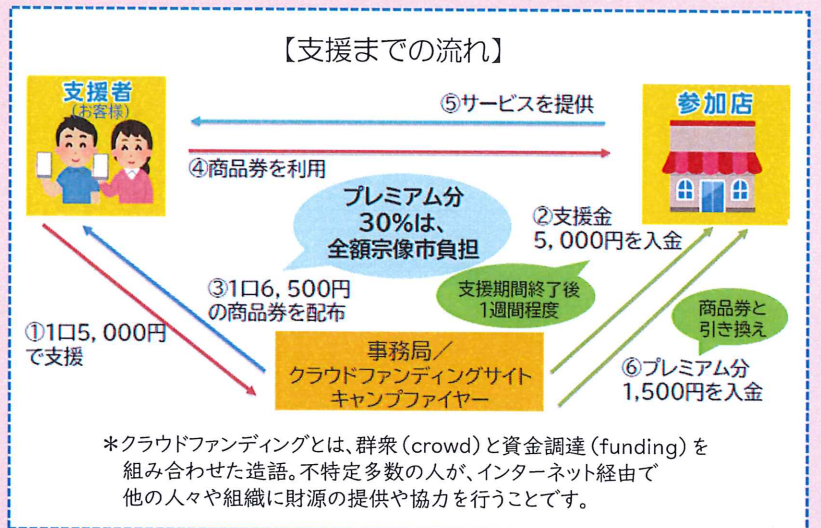 【支援までの流れ】
支援者
(お客様)
参加店
⑤サービスを提供
④商品券を利用
プレミアム分
30%は、
全額宗像市負担
②支援金
5,000円を入金
③1口6,500円
の商品券を配布
支援期間終了後
1週間程度
商品券と
引き換え
①1口5,000円
で支援
事務局/
クラウドファンディングサイト
キャンプファイヤー
⑥プレミアム分
1,500円を入金
*クラウドファンディングとは、群衆(crowd)と資金調達(funding)を
組み合わせた造語。不特定多数の人が、インターネット経由で
他の人々や組織に財源の提供や協力を行うことです。